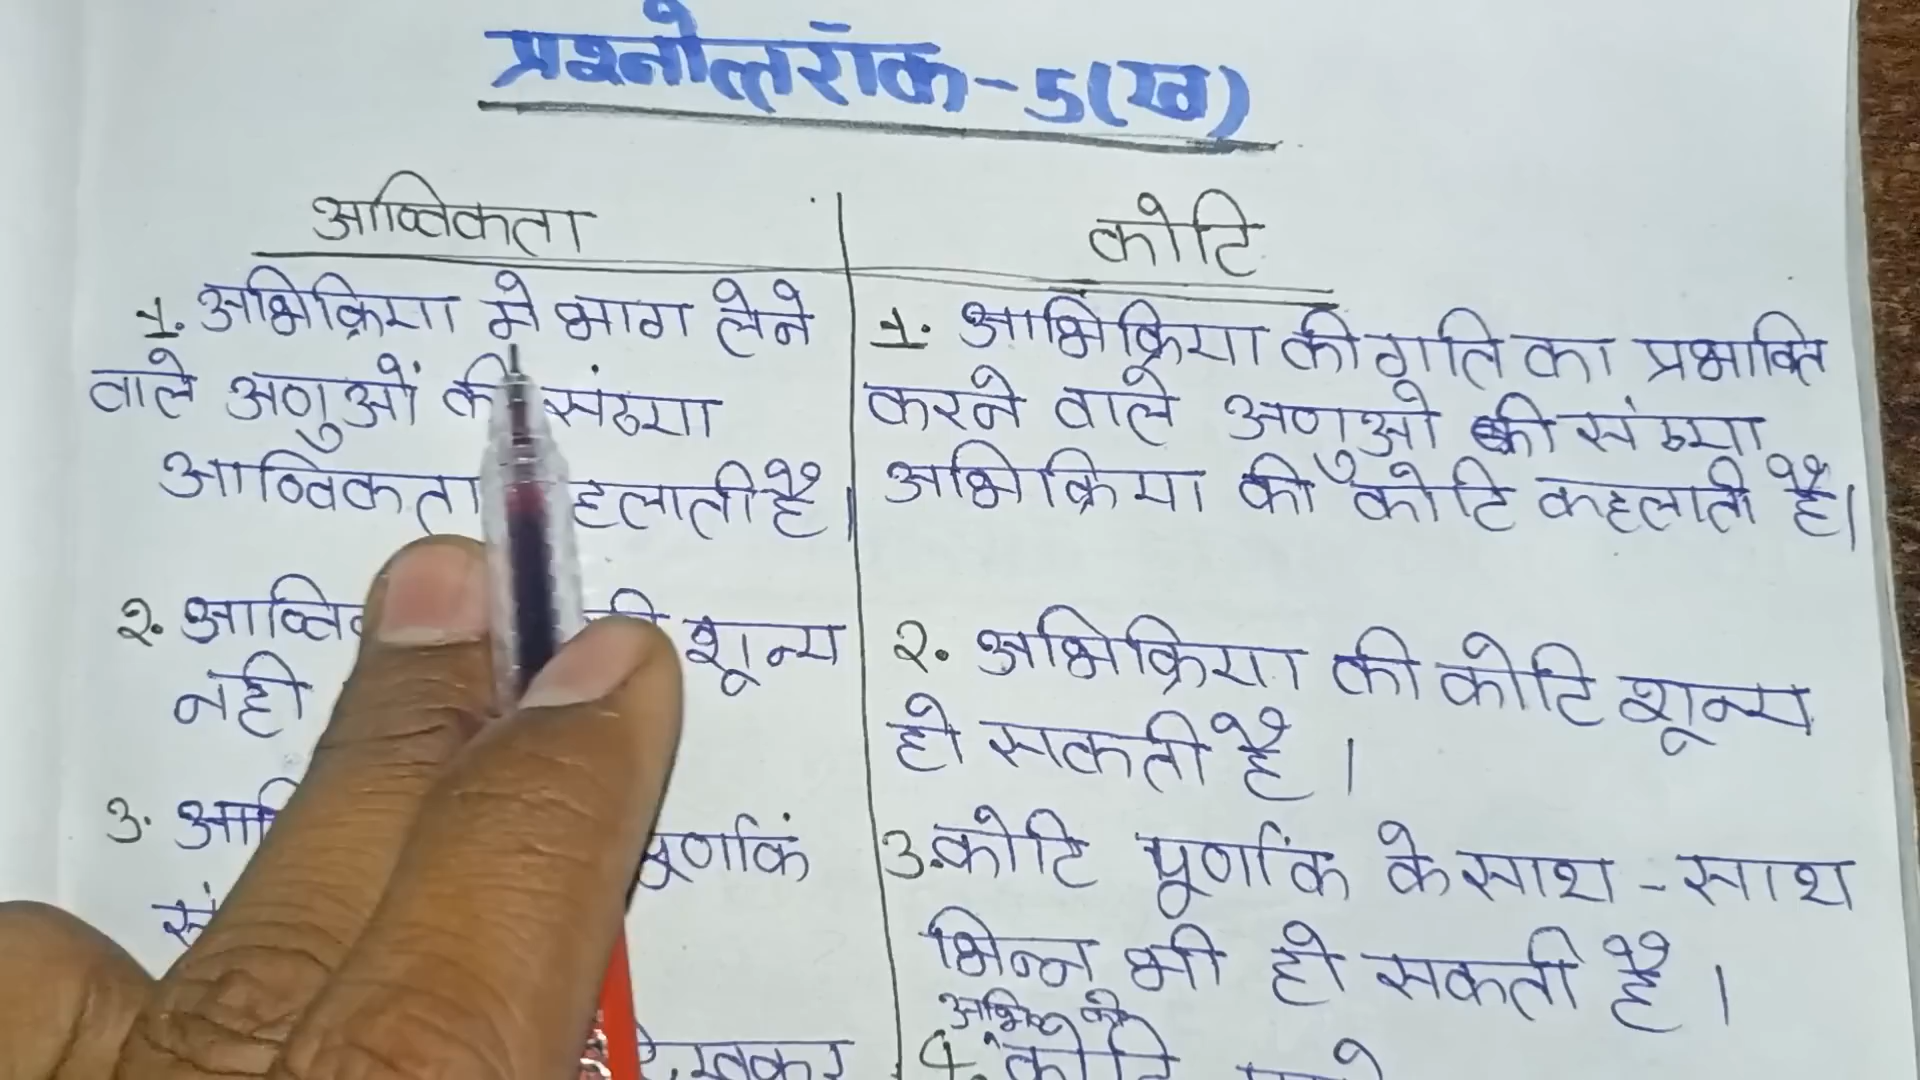 प्रश्नोत्तरॉक-5(ख)
आण्विकता
1. अभिक्रिया मे भाग लेने
वाले अणुओं की संख्या
आण्विकता हलाती है।
2. शून्य
नही
3. पूर्णांक
कोटि
1. अभिक्रिया की गति का प्रभावित
करने वाले अणुओ की संख्या
अभिक्रिया की कोटि कहलाती है।
2. अभिक्रिया की कोटि शून्य
हो सकती है।
3. कोटि पूर्णांक के साथ-साथ
भिन्न भी हो सकती है।
4. कोटि